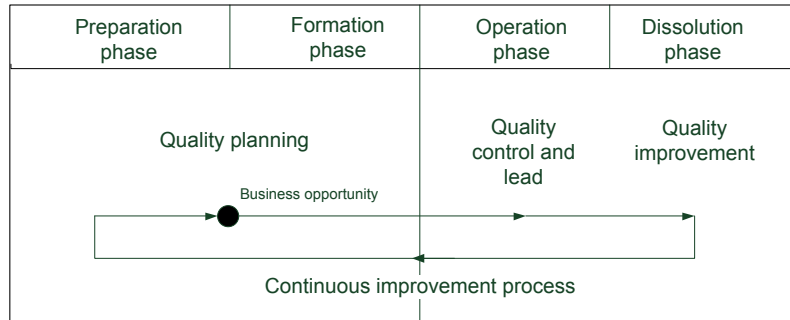 Preparation
phase
Formation
phase
Operation
phase
Dissolution
phase
Quality planning
Quality
control and
lead
Quality
improvement
Business opportunity
Continuous improvement process